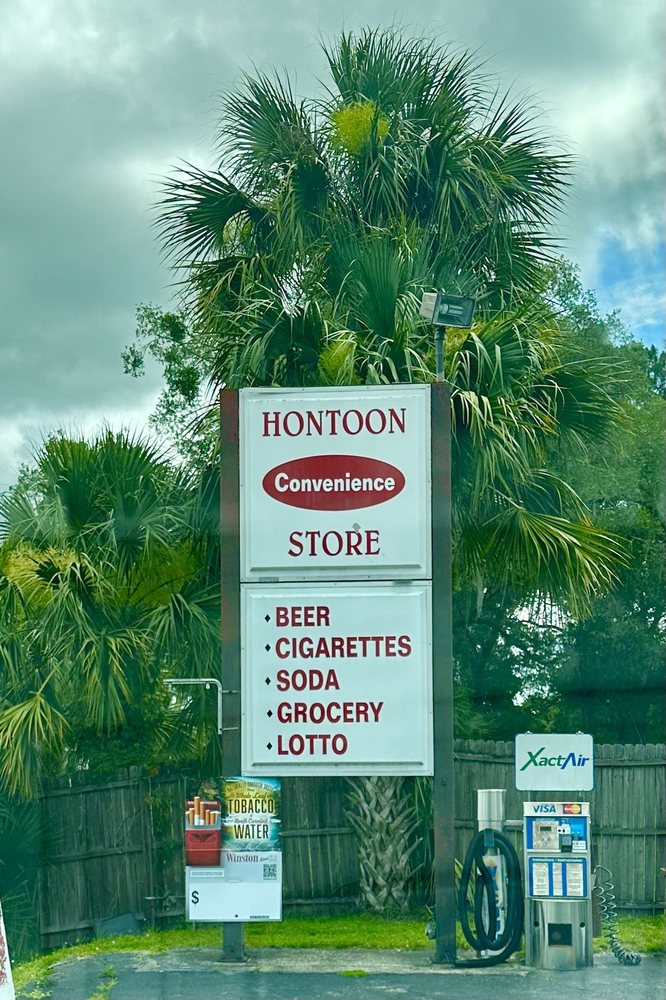 HONTOON
Convenience
STORE
BEER
CIGARETTES
SODA
GROCERY
LOTTO
XactAir
VISA
TOBACCO
WATER
Winston
$